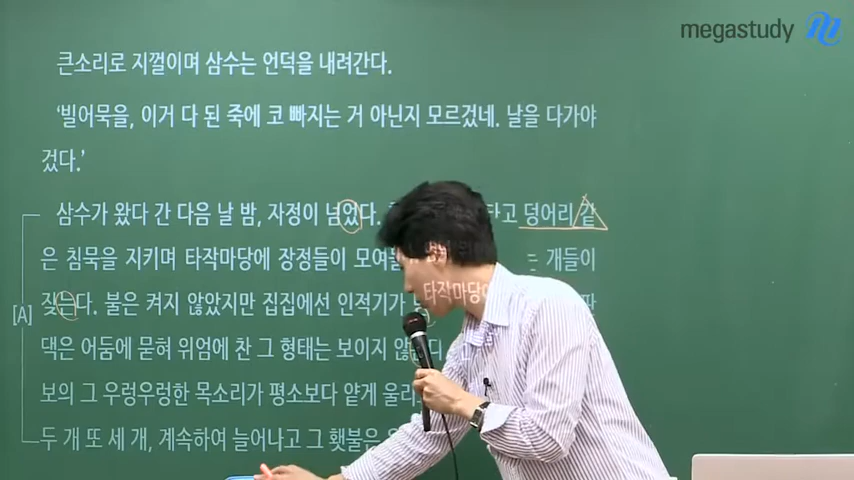 megastudy
큰소리로 지껄이며 삼수는 언덕을 내려간다.
‘빌어묵을, 이거 다 된 죽에 코 빠지는 거 아닌지 모르겠네. 날을 다가야
겄다.’
삼수가 왔다 간 다음 날 밤, 자정이 넘었다. 하고 덩어리 같
은 침묵을 지키며 타작마당에 장정들이 는 개들이
짖는다. 불은 켜지 않았지만 집집에선 인적기가
[A]
댁은 어둠에 묻혀 위엄에 찬 그 형태는 보이지
보의 그 우렁우렁한 목소리가 평소보다 얕게
두 개 또 세 개, 계속하여 늘어나고 그 횃불은
타작마당에